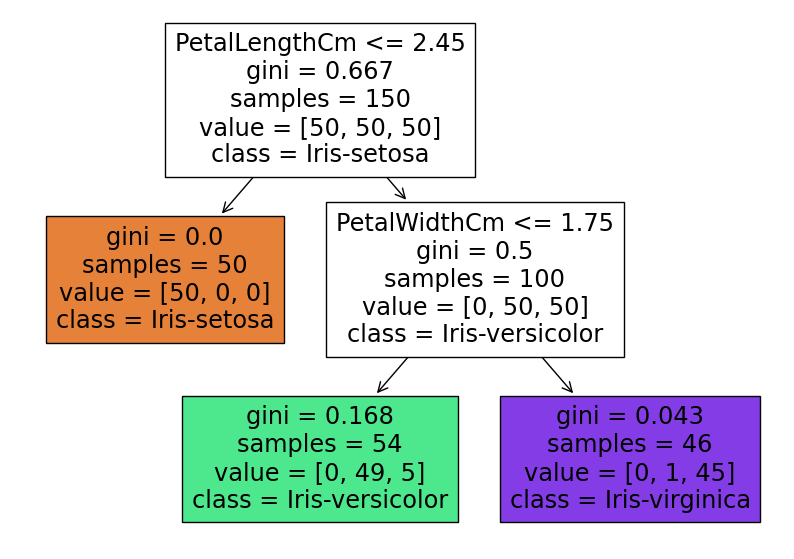 PetalLengthCm <= 2.45
gini = 0.667
samples = 150
value = [50, 50, 50]
class = Iris-setosa
gini = 0.0
samples = 50
value = [50, 0, 0]
class = Iris-setosa
PetalWidthCm <= 1.75
gini = 0.5
samples = 100
value = [0, 50, 50]
class = Iris-versicolor
gini = 0.168
samples = 54
value = [0, 49, 5]
class = Iris-versicolor
gini = 0.043
samples = 46
value = [0, 1, 45]
class = Iris-virginica